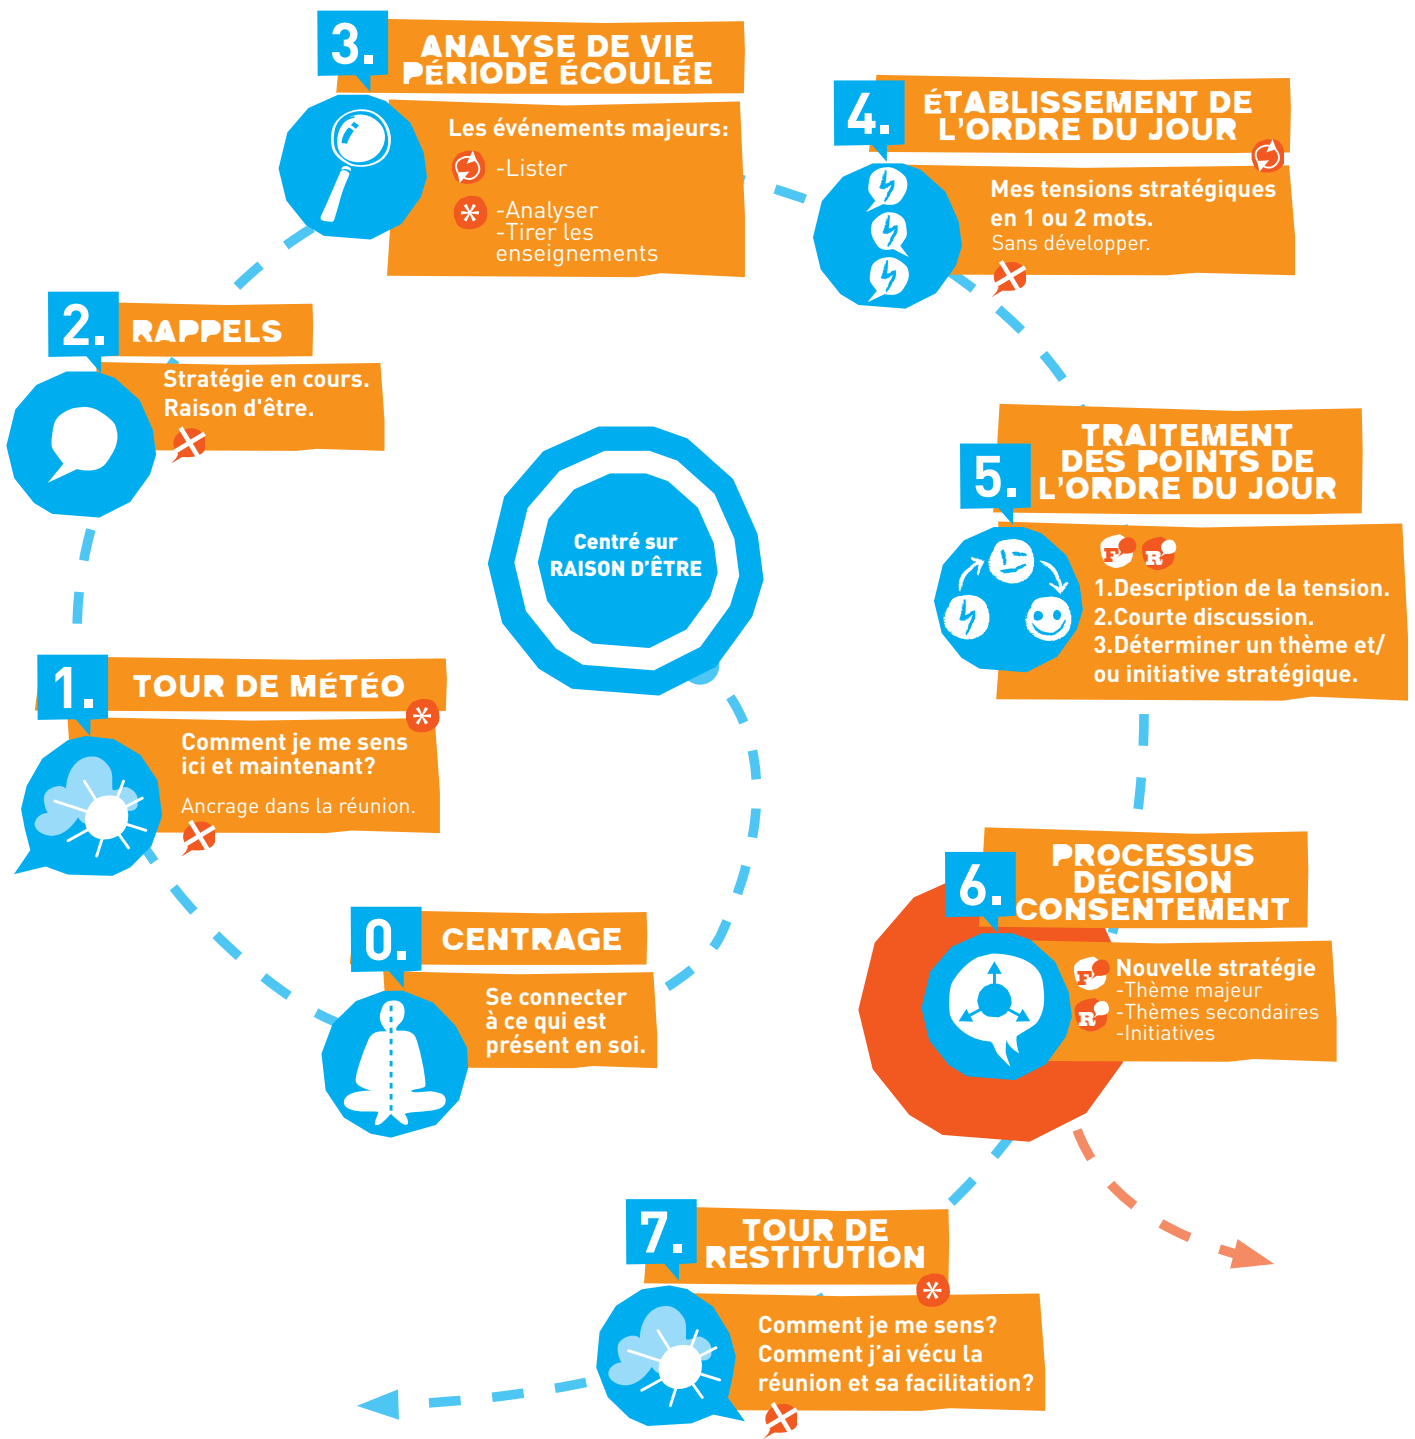 Centré sur
RAISON D'ÊTRE
0.
CENTRAGE
Se connecter
à ce qui est
présent en soi.
1.
TOUR DE MÉTÉO
*
Comment je me sens
ici et maintenant?
Ancrage dans la réunion.
2.
RAPPELS
Stratégie en cours.
Raison d'être.
3.
ANALYSE DE VIE
PÉRIODE ÉCOULÉE
Les événements majeurs:
-Lister
* -Analyser
-Tirer les
enseignements
4.
ÉTABLISSEMENT DE
L'ORDRE DU JOUR
Mes tensions stratégiques
en 1 ou 2 mots.
Sans développer.
5.
TRAITEMENT
DES POINTS DE
L'ORDRE DU JOUR
F R
1.Description de la tension.
2.Courte discussion.
3.Déterminer un thème et/
ou initiative stratégique.
6.
PROCESSUS
DÉCISION
CONSENTEMENT
F Nouvelle stratégie
-Thème majeur
R -Thèmes secondaires
-Initiatives
7.
TOUR DE
RESTITUTION
*
Comment je me sens?
Comment j'ai vécu la
réunion et sa facilitation?